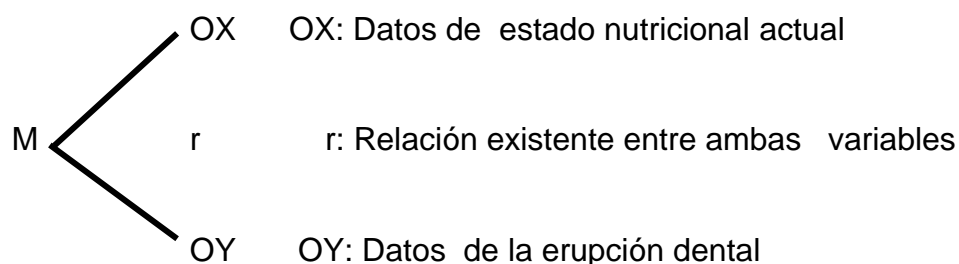 OX OX: Datos de estado nutricional actual
M r r: Relación existente entre ambas variables
OY OY: Datos de la erupción dental